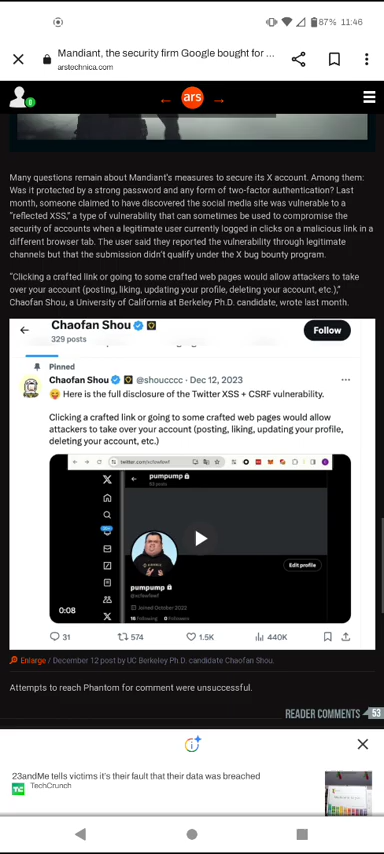 87% 11:46
Mandiant, the security firm Google bought for ...
arstechnica.com
0
ars
Many questions remain about Mandiant's measures to secure its X account. Among them:
Was it protected by a strong password and any form of two-factor authentication? Last
month, someone claimed to have discovered the social media site was vulnerable to a
"reflected XSS," a type of vulnerability that can sometimes be used to compromise the
security of accounts when a legitimate user currently logged in clicks on a malicious link in a
different browser tab. The user said they reported the vulnerability through legitimate
channels but that the submission didn't qualify under the X bug bounty program.
"Clicking a crafted link or going to some crafted web pages would allow attackers to take
over your account (posting, liking, updating your profile, deleting your account, etc.),"
Chaofan Shou, a University of California at Berkeley Ph.D. candidate, wrote last month.
Chaofan Shou
329 posts
Follow
Pinned
Chaofan Shou @shoucccc · Dec 12, 2023
Here is the full disclosure of the Twitter XSS + CSRF vulnerability.
Clicking a crafted link or going to some crafted web pages would allow
attackers to take over your account (posting, liking, updating your profile,
deleting your account, etc.)
pumpump
Edit profile
pumpump
Joined October 2022
0:08
31 574 1.5K 440K
Enlarge / December 12 post by UC Berkeley Ph.D. candidate Chaofan Shou.
Attempts to reach Phantom for comment were unsuccessful.
READER COMMENTS 53
23andMe tells victims it's their fault that their data was breached
TC TechCrunch